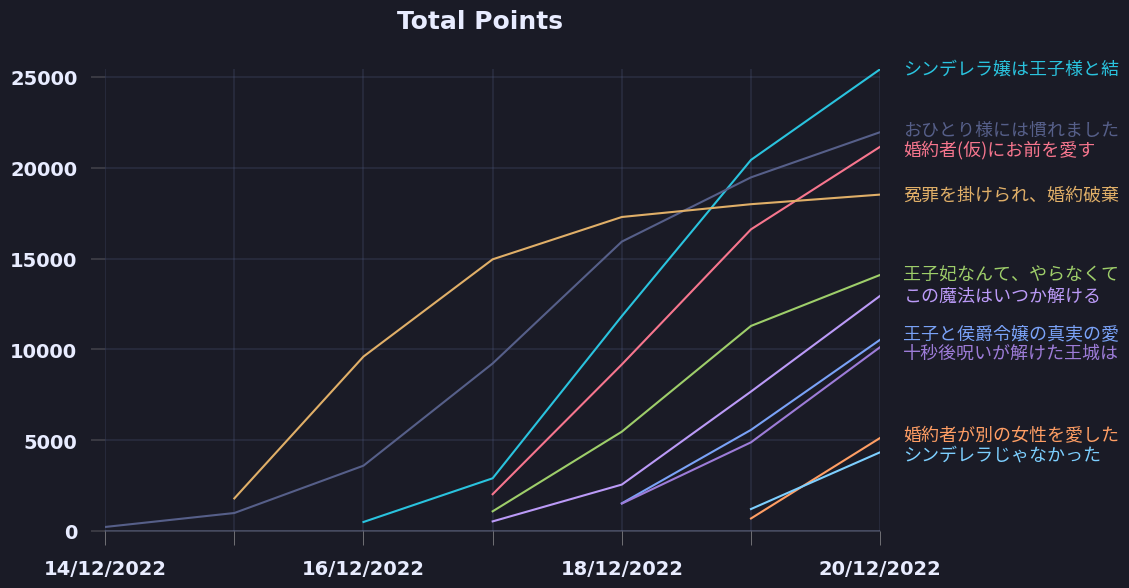 Total Points
25000
20000
15000
10000
5000
0
14/12/2022
16/12/2022
18/12/2022
20/12/2022
シンデレラ嬢は王子様と結
おひとり様には慣れました
婚約者(仮)にお前を愛す
冤罪を掛けられ、婚約破棄
王子妃なんて、やらなくて
この魔法はいつか解ける
王子と侯爵令嬢の真実の愛
十秒後呪いが解けた王城は
婚約者が別の女性を愛した
シンデレラじゃなかった